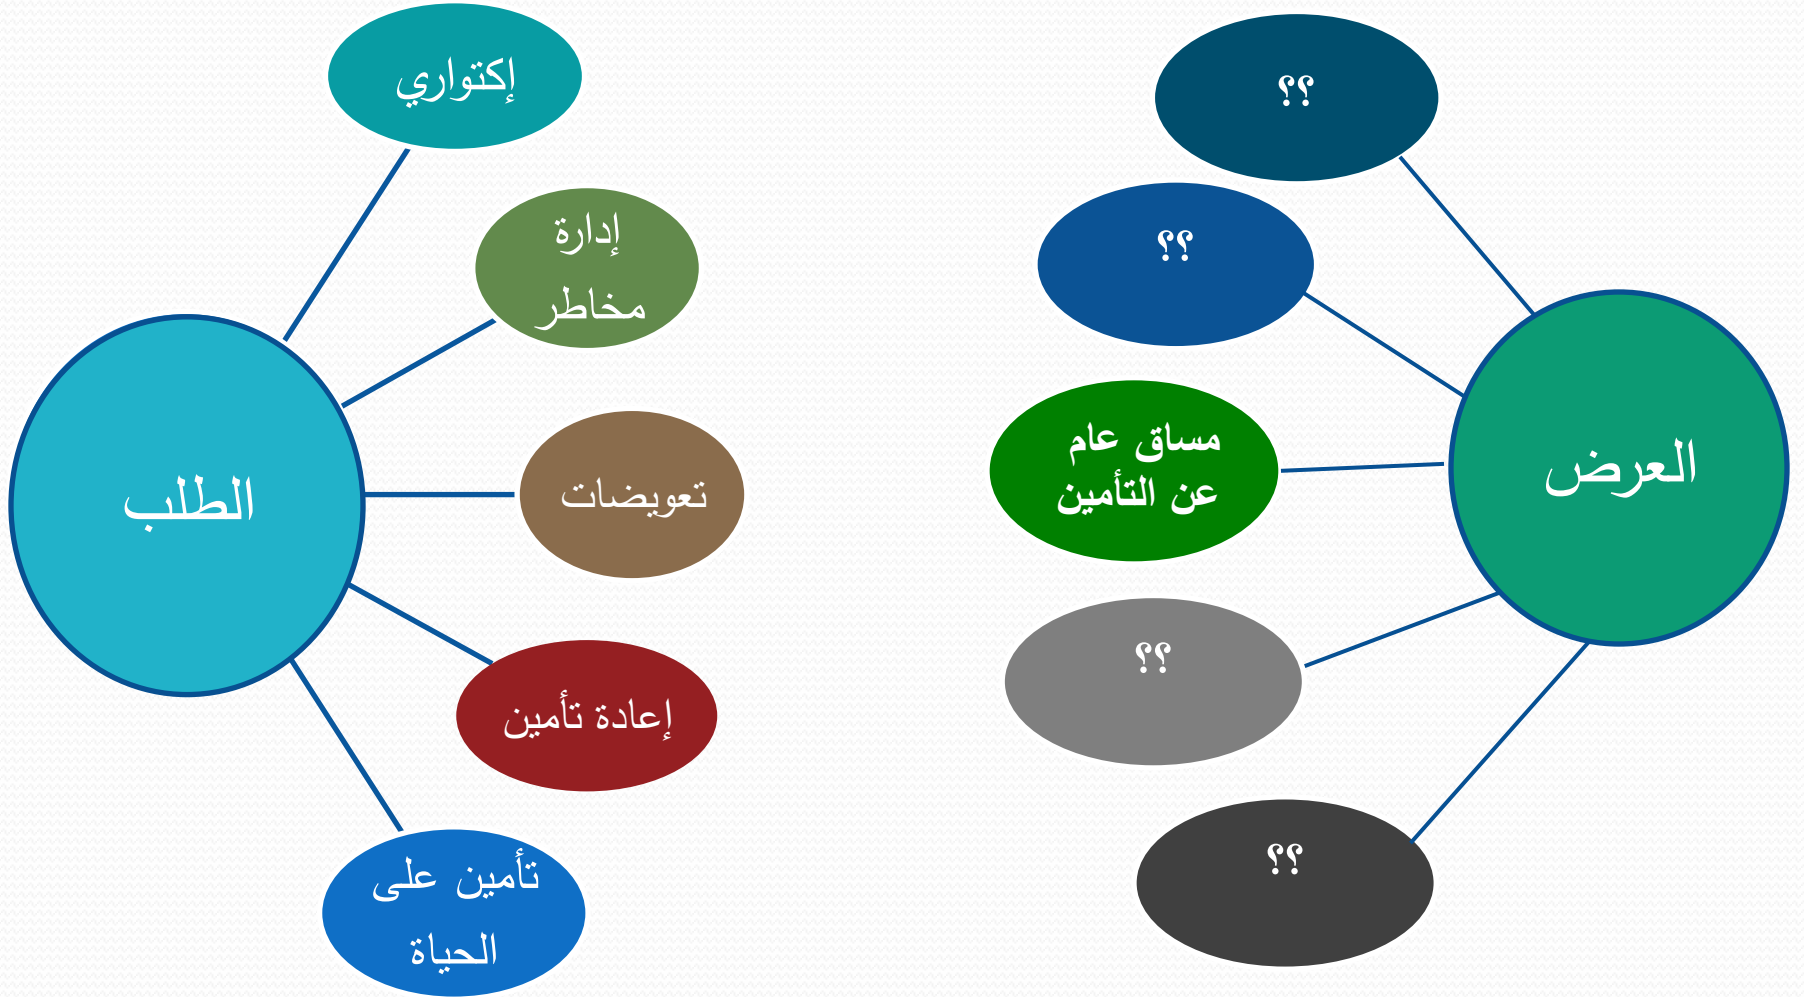 العرض
؟؟
؟؟
مساق عام
عن التأمين
؟؟
؟؟
الطلب
إكتواري
إدارة
مخاطر
تعويضات
إعادة تأمين
تأمين على
الحياة